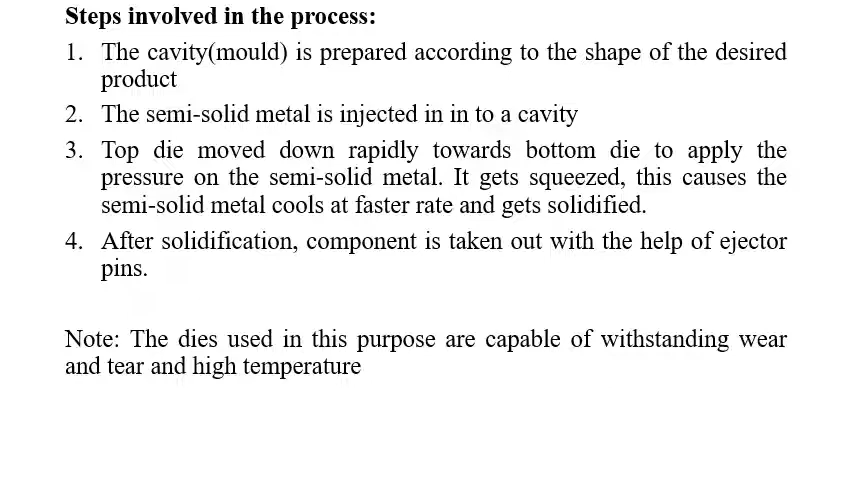 Steps involved in the process:
1. The cavity(mould) is prepared according to the shape of the desired
product
2. The semi-solid metal is injected in in to a cavity
3. Top die moved down rapidly towards bottom die to apply the
pressure on the semi-solid metal. It gets squeezed, this causes the
semi-solid metal cools at faster rate and gets solidified.
4. After solidification, component is taken out with the help of ejector
pins.
Note: The dies used in this purpose are capable of withstanding wear
and tear and high temperature